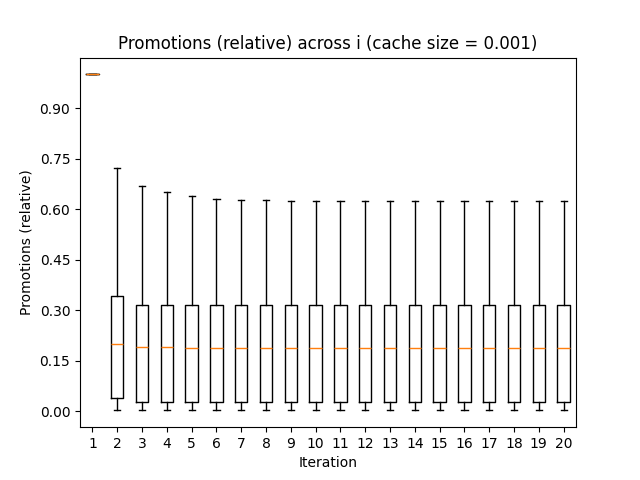 Promotions (relative) across i (cache size = 0.001)
0.90
0.75
0.60
0.45
0.30
0.15
0.00
Promotions (relative)
1 2 3 4 5 6 7 8 9 10 11 12 13 14 15 16 17 18 19 20
Iteration